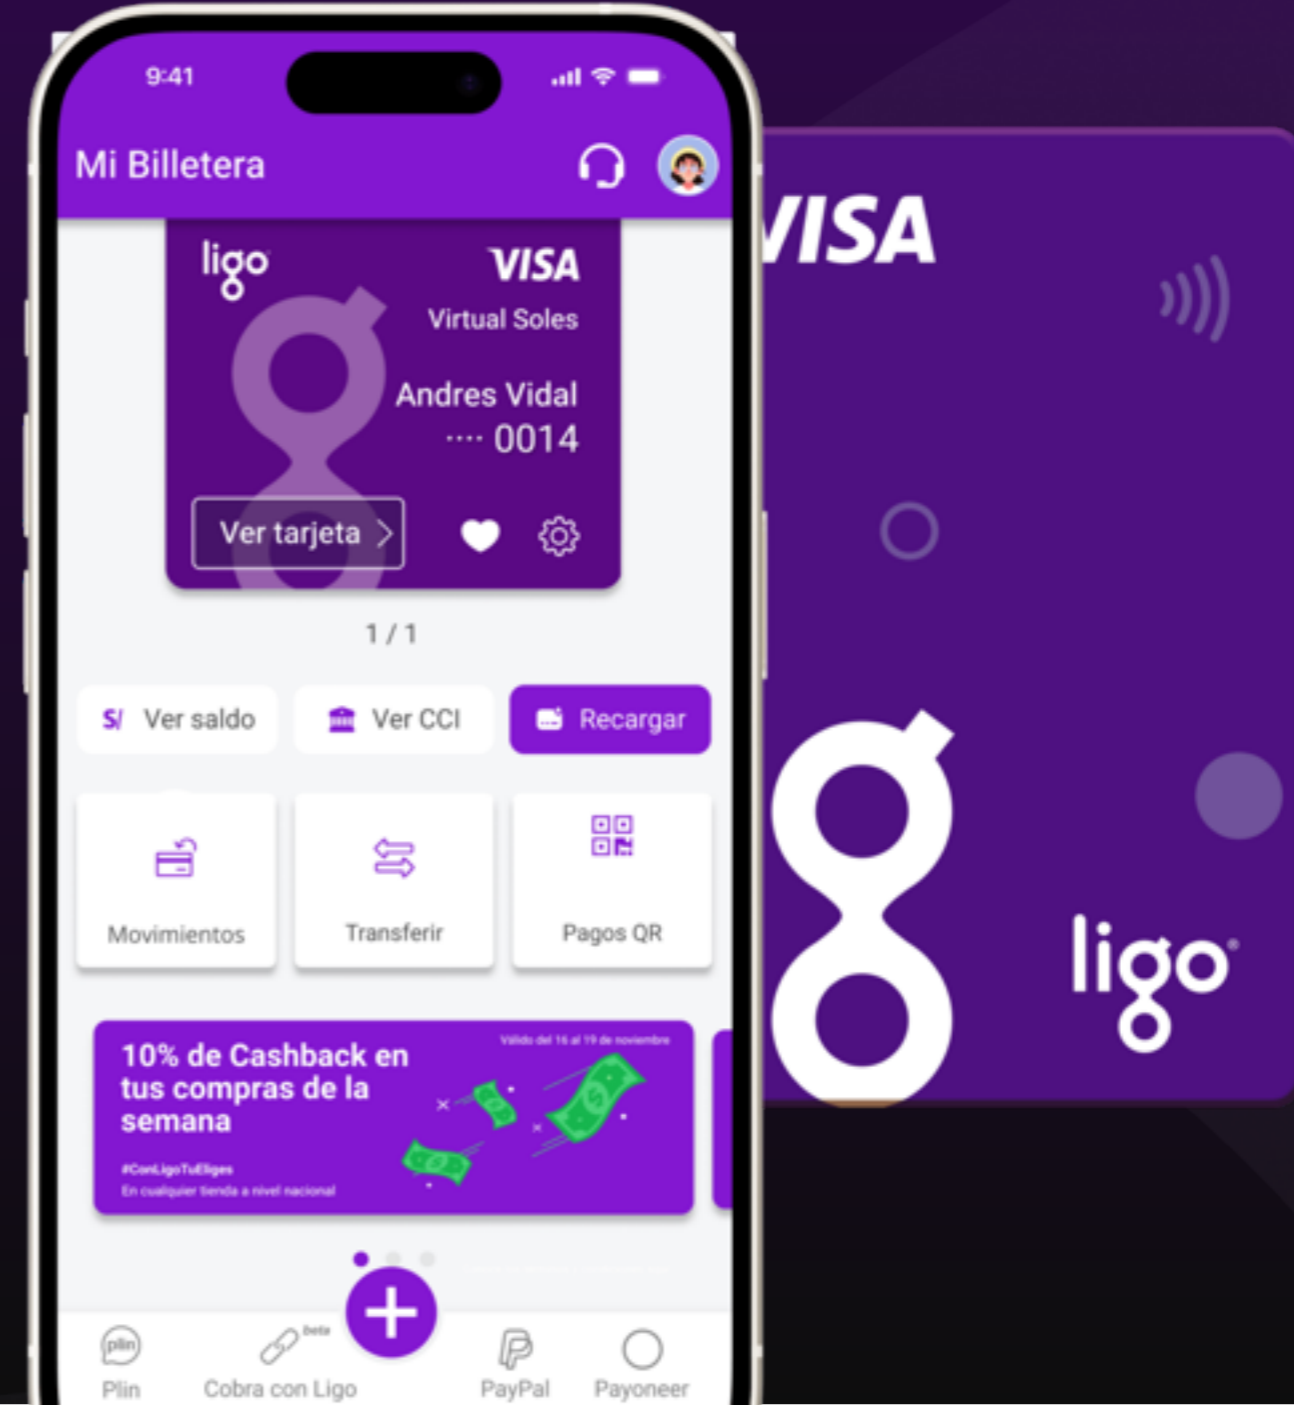 9:41
Mi Billetera
ligo
VISA
Virtual Soles
Andres Vidal
···· 0014
Ver tarjeta
1 / 1
S/ Ver saldo
Ver CCI
Recargar
Movimientos
Transferir
Pagos QR
Válido del 16 al 19 de noviembre
10% de Cashback en
tus compras de la
semana
#ConLigoTuEliges
En cualquier tienda a nivel nacional
plin
beta
Plin
Cobra con Ligo
PayPal
Payoneer
VISA
ligo®